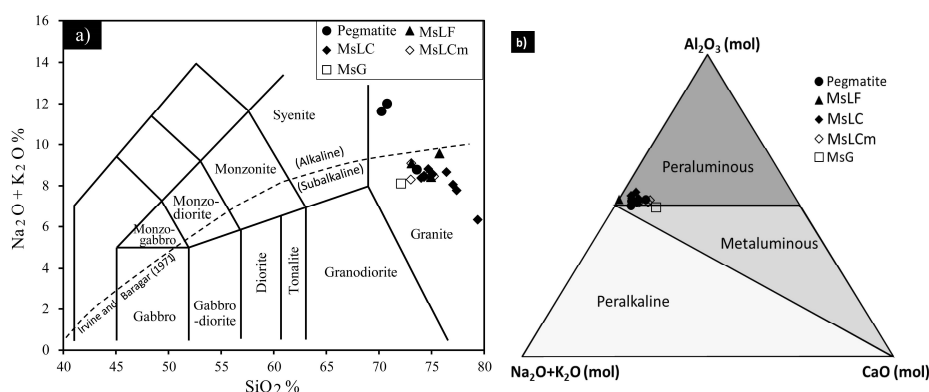 a)
16
14
12
10
8
6
4
2
0
Na2O + K2O %
40
45
50
55
60
65
70
75
80
SiO2 %
Pegmatite
MsLF
MsLC
MsLCm
MsG
Syenite
(Alkaline)
(Subalkaline)
Monzonite
Monzo-
diorite
Monzo-
gabbro
Irvine and Baragar (1971)
Gabbro
Gabbro
-diorite
Diorite
Tonalite
Granodiorite
Granite
b)
Al2O3 (mol)
Pegmatite
MsLF
MsLC
MsLCm
MsG
Peraluminous
Metaluminous
Peralkaline
Na2O+K2O (mol)
CaO (mol)